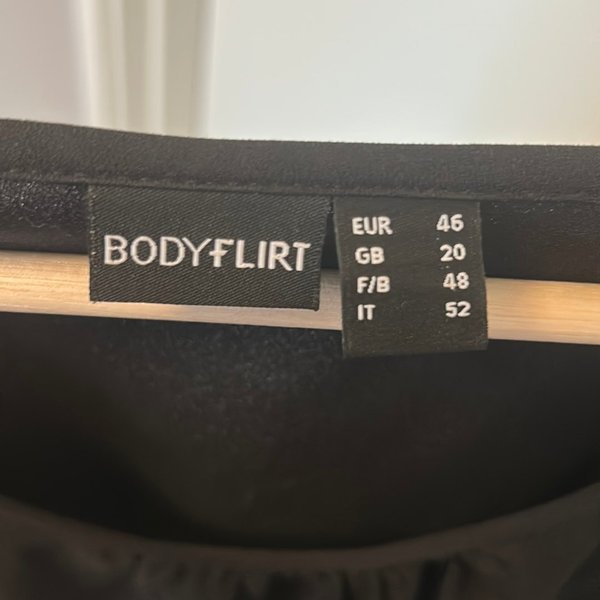 BODYFLIRT
EUR 46
GB 20
F/B 48
IT 52